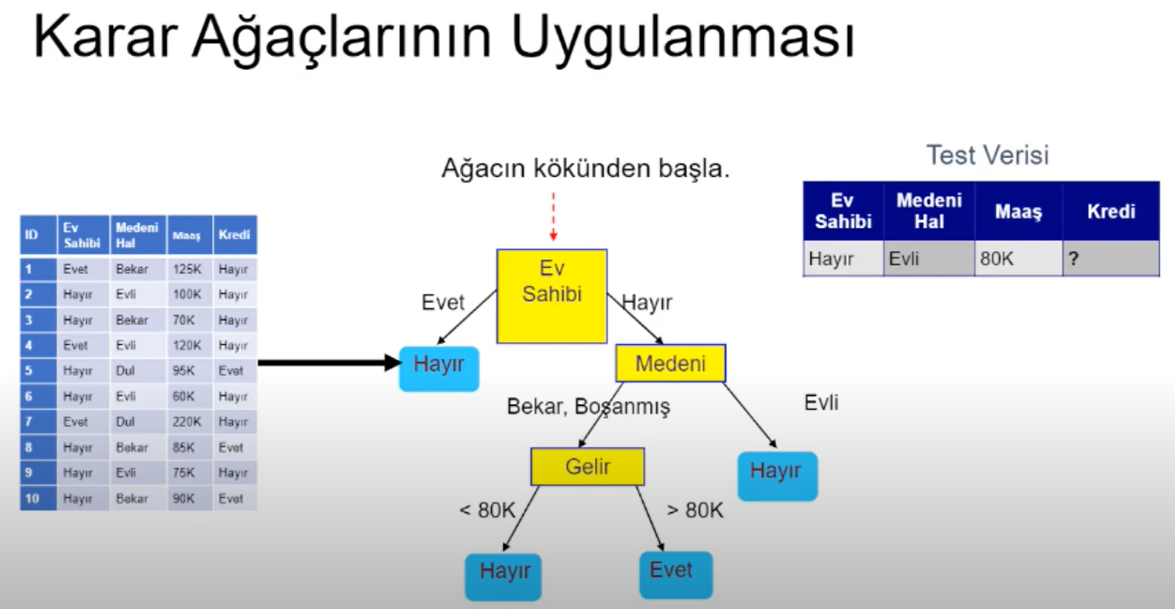 Karar Ağaçlarının Uygulanması
Ağacın kökünden başla.
Test Verisi
Ev Sahibi Medeni Hal Maaş Kredi
Hayır Evli 80K ?
ID Ev Sahibi Medeni Hal Maaş Kredi
1 Evet Bekar 125K Hayır
2 Hayır Evli 100K Hayır
3 Hayır Bekar 70K Hayır
4 Evet Evli 120K Hayır
5 Hayır Dul 95K Evet
6 Hayır Evli 60K Hayır
7 Evet Dul 220K Hayır
8 Hayır Bekar 85K Evet
9 Hayır Evli 75K Hayır
10 Hayır Bekar 90K Evet
Ev
Sahibi
Evet
Hayır
Hayır
Medeni
Bekar, Boşanmış
Evli
Gelir
Hayır
< 80K
> 80K
Hayır
Evet